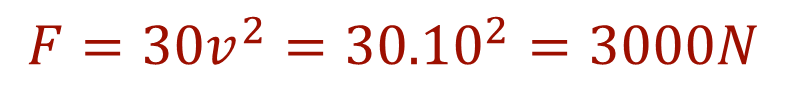 F = 30v² = 30.10² = 3000N